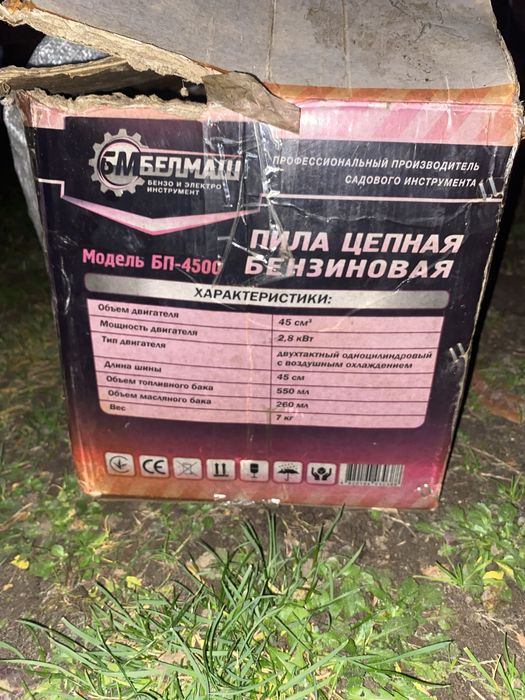 БМ БЕЛМАШ
БЕНЗО И ЭЛЕКТРО
ИНСТРУМЕНТ
ПРОФЕССИОНАЛЬНЫЙ ПРОИЗВОДИТЕЛЬ
САДОВОГО ИНСТРУМЕНТА
Модель БП-4500
ПИЛА ЦЕПНАЯ
БЕНЗИНОВАЯ
ХАРАКТЕРИСТИКИ:
Объем двигателя 45 см³
Мощность двигателя 2,8 кВт
Тип двигателя двухтактный одноцилиндровый
с воздушным охлаждением
Длина шины 45 см
Объем топливного бака 550 мл
Объем масляного бака 260 мл
Вес 7 кг
CE